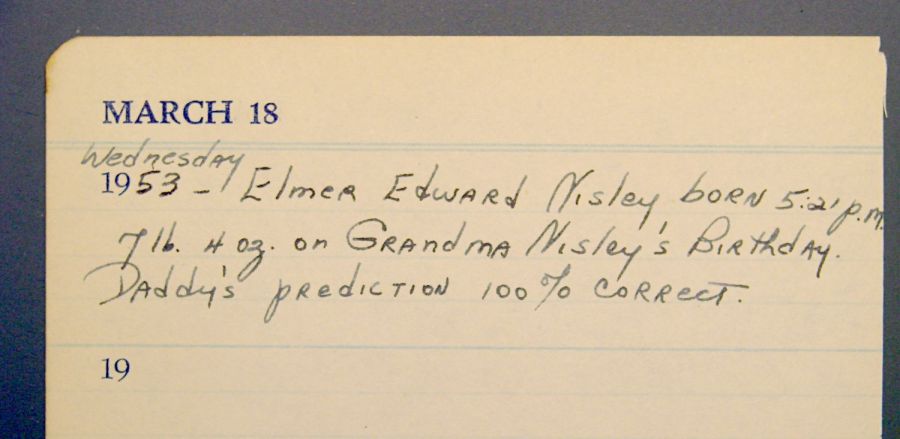 MARCH 18
Wednesday
1953 - Elmer Edward Nisley born 5:21 p.m.
7 lb. 4 oz. on Grandma Nisley's Birthday.
Daddy's prediction 100% correct.
19